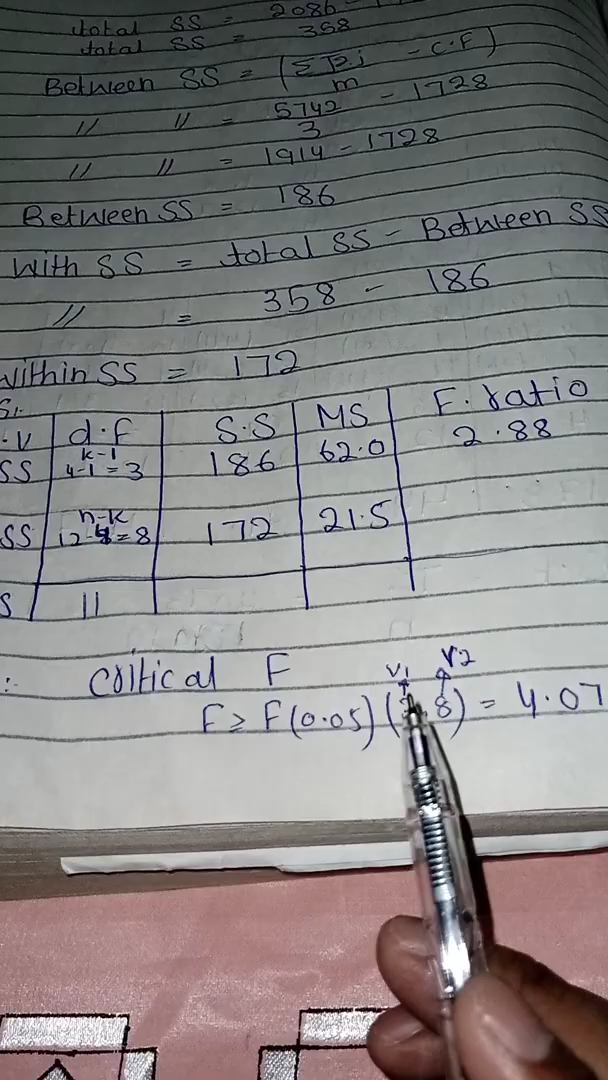 total SS = 2086 -
total SS = 358
Between SS = (ΣT²j - C.F)
m
〃 〃 = 5742 - 1728
3
〃 〃 = 1914 - 1728
Between SS = 186
With SS = total SS - Between SS
〃 = 358 - 186
within SS = 172
S. d.f S.S MS F. ratio
.V
SS k-1 186 62.0 2.88
4-1=3
SS n-k 172 21.5
12-4=8
S 11
∴ Critical F
V1 V2
F ≥ F(0.05)( 8) = 4.07